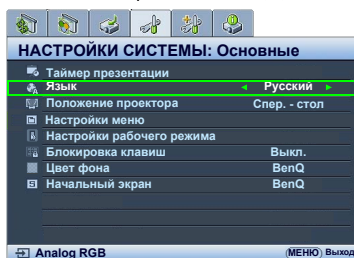 НАСТРОЙКИ СИСТЕМЫ: Основные
Таймер презентации
Язык Русский
Положение проектора Спер. - стол
Настройки меню
Настройки рабочего режима
Блокировка клавиш Выкл.
Цвет фона BenQ
Начальный экран BenQ
Analog RGB МЕНЮ Выход